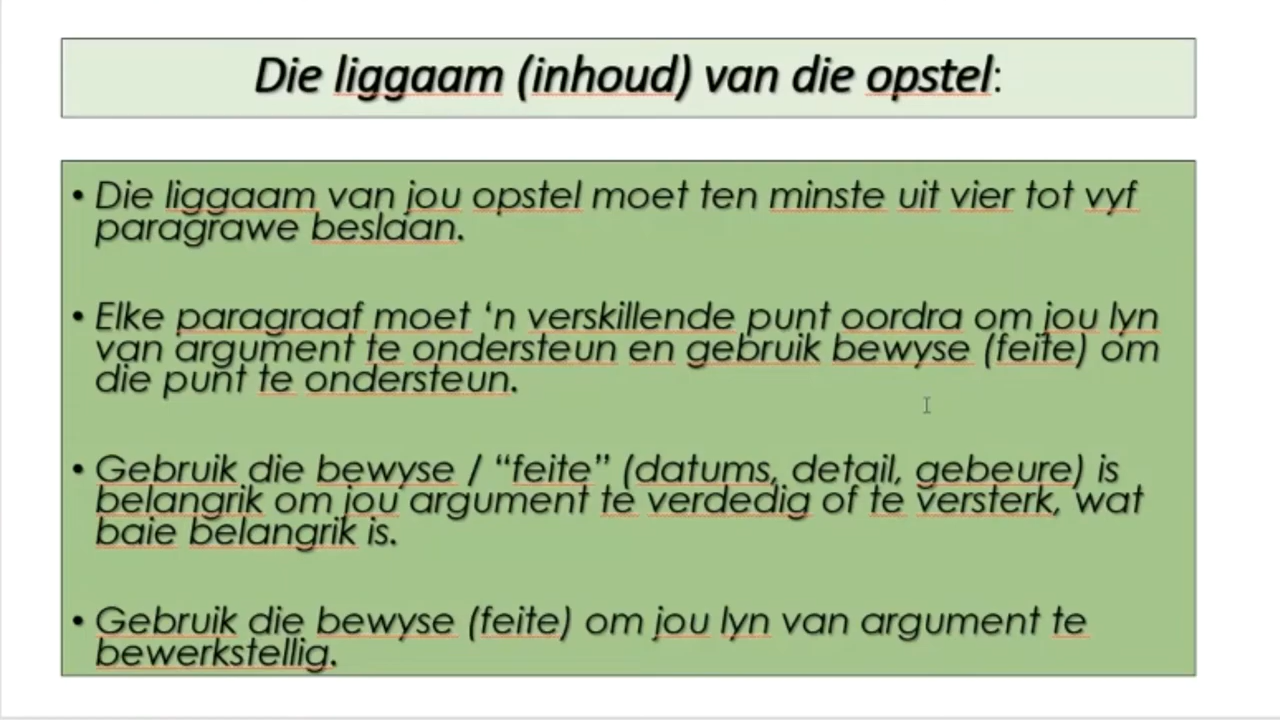 Die liggaam (inhoud) van die opstel:
• Die liggaam van jou opstel moet ten minste uit vier tot vyf
paragrawe beslaan.
• Elke paragraaf moet ‘n verskillende punt oordra om jou lyn
van argument te ondersteun en gebruik bewyse (feite) om
die punt te ondersteun.
• Gebruik die bewyse / “feite” (datums, detail, gebeure) is
belangrik om jou argument te verdedig of te versterk, wat
baie belangrik is.
• Gebruik die bewyse (feite) om jou lyn van argument te
bewerkstellig.